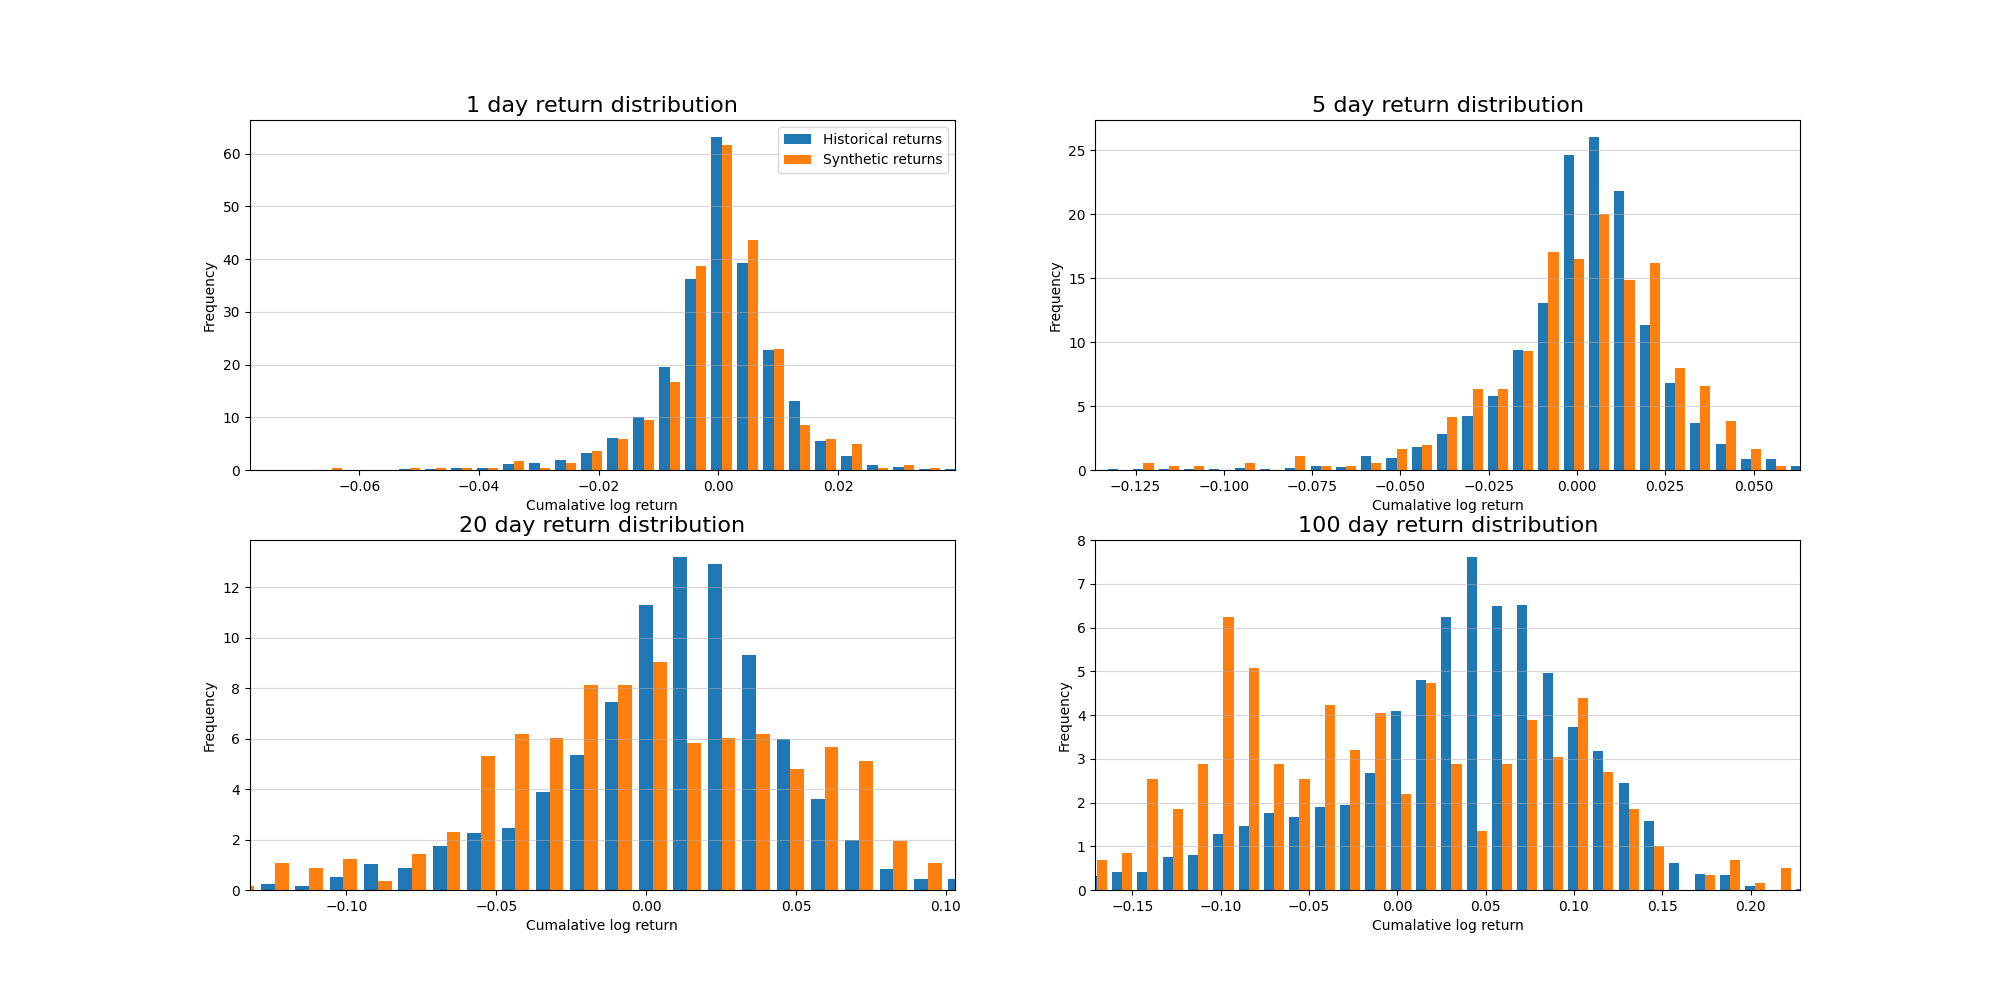 1 day return distribution
Historical returns
Synthetic returns
Frequency
60
50
40
30
20
10
0
−0.06 −0.04 −0.02 0.00 0.02
Cumalative log return
5 day return distribution
Frequency
25
20
15
10
5
0
−0.125 −0.100 −0.075 −0.050 −0.025 0.000 0.025 0.050
Cumalative log return
20 day return distribution
Frequency
12
10
8
6
4
2
0
−0.10 −0.05 0.00 0.05 0.10
Cumalative log return
100 day return distribution
Frequency
8
7
6
5
4
3
2
1
0
−0.15 −0.10 −0.05 0.00 0.05 0.10 0.15 0.20
Cumalative log return